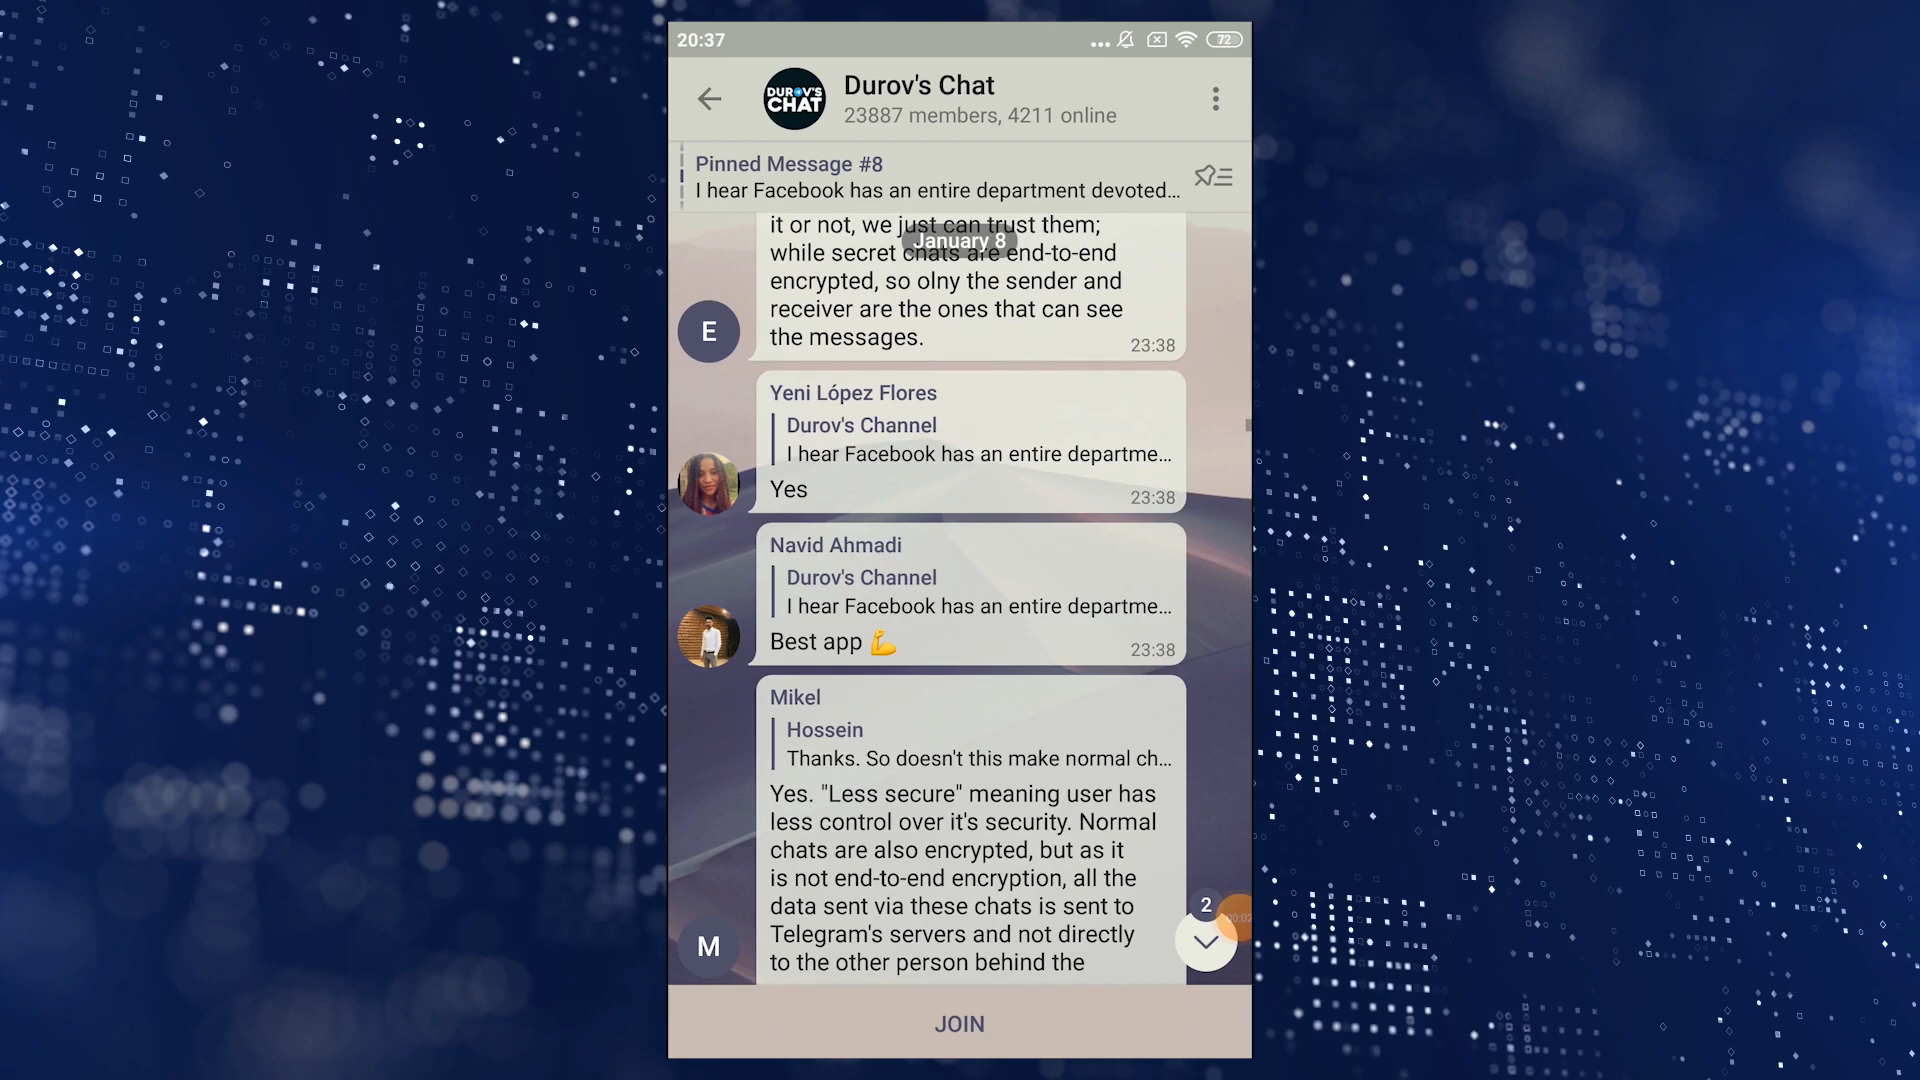 20:37
72
DUROV'S
CHAT
Durov's Chat
23887 members, 4211 online
Pinned Message #8
I hear Facebook has an entire department devoted...
it or not, we just can trust them;
January 8
while secret chats are end-to-end
encrypted, so olny the sender and
receiver are the ones that can see
the messages.
23:38
E
Yeni López Flores
Durov's Channel
I hear Facebook has an entire departme...
Yes
23:38
Navid Ahmadi
Durov's Channel
I hear Facebook has an entire departme...
Best app 💪
23:38
Mikel
Hossein
Thanks. So doesn't this make normal ch...
Yes. "Less secure" meaning user has
less control over it's security. Normal
chats are also encrypted, but as it
is not end-to-end encryption, all the
data sent via these chats is sent to
Telegram's servers and not directly
to the other person behind the
M
2
00:02
JOIN